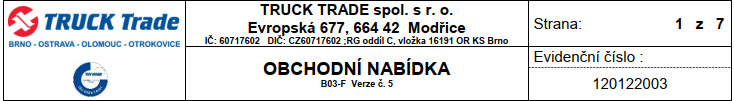 TRUCK Trade
BRNO - OSTRAVA - OLOMOUC - OTROKOVICE
TRUCK TRADE spol. s r. o.
Evropská 677, 664 42 Modřice
IČ: 60717602 DIČ: CZ60717602 ;RG oddíl C, vložka 16191 OR KS Brno
OBCHODNÍ NABÍDKA
B03-F Verze č. 5
Strana: 1 z 7
Evidenční číslo :
120122003